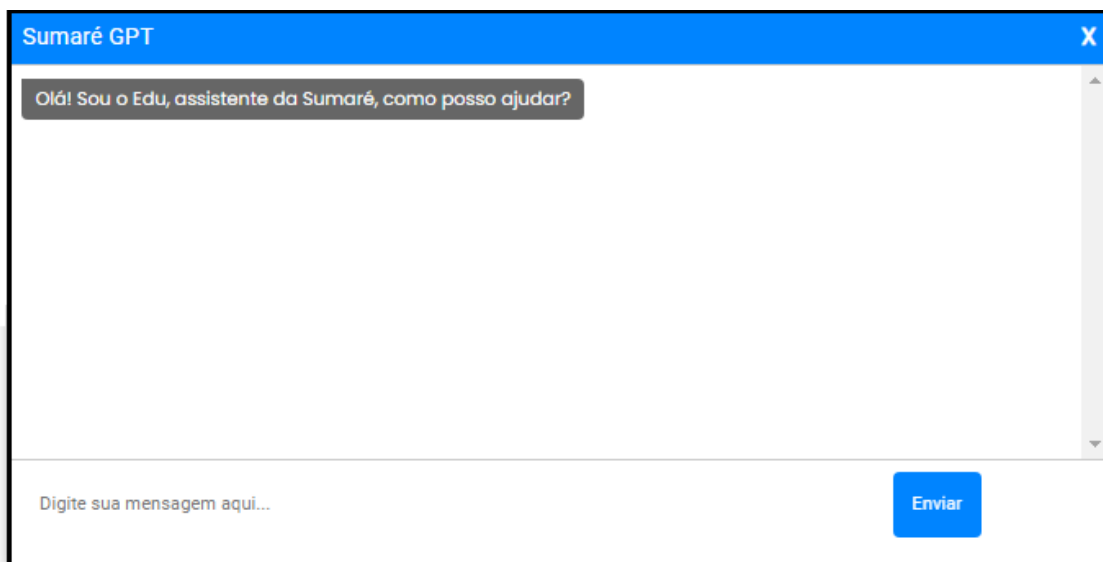 Sumaré GPT
X
Olá! Sou o Edu, assistente da Sumaré, como posso ajudar?
Digite sua mensagem aqui...
Enviar